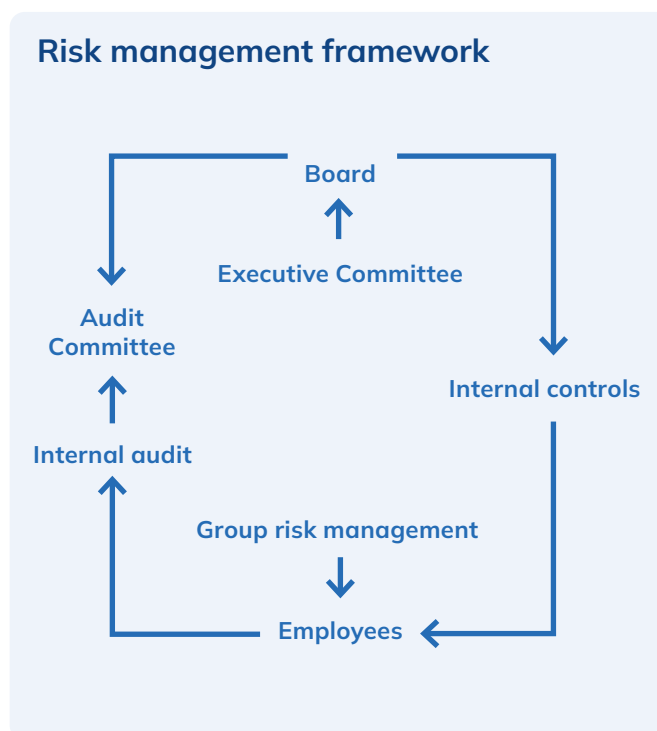 Risk management framework
Board
Executive Committee
Audit
Committee
Internal controls
Internal audit
Group risk management
Employees